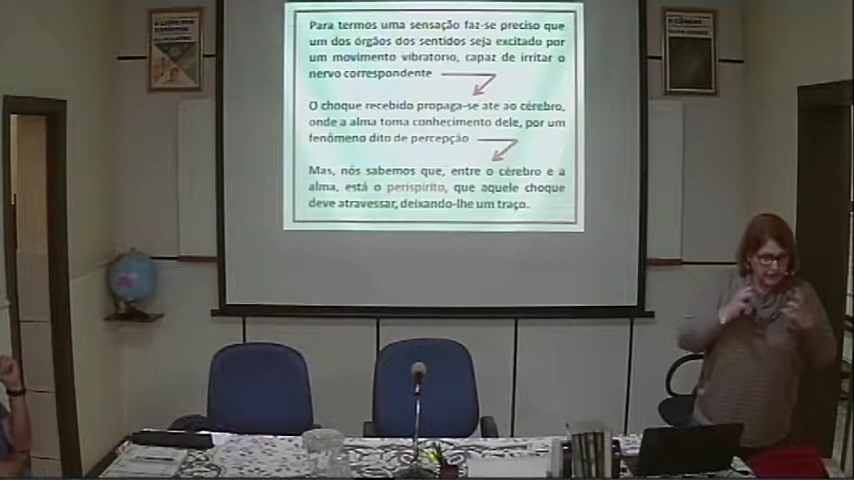 Para termos uma sensação faz-se preciso que
um dos órgãos dos sentidos seja excitado por
um movimento vibratorio, capaz de irritar o
nervo correspondente
O choque recebido propaga-se ate ao cérebro,
onde a alma toma conhecimento dele, por um
fenômeno dito de percepção
Mas, nós sabemos que, entre o cérebro e a
alma, está o perispírito, que aquele choque
deve atravessar, deixando-lhe um traço.